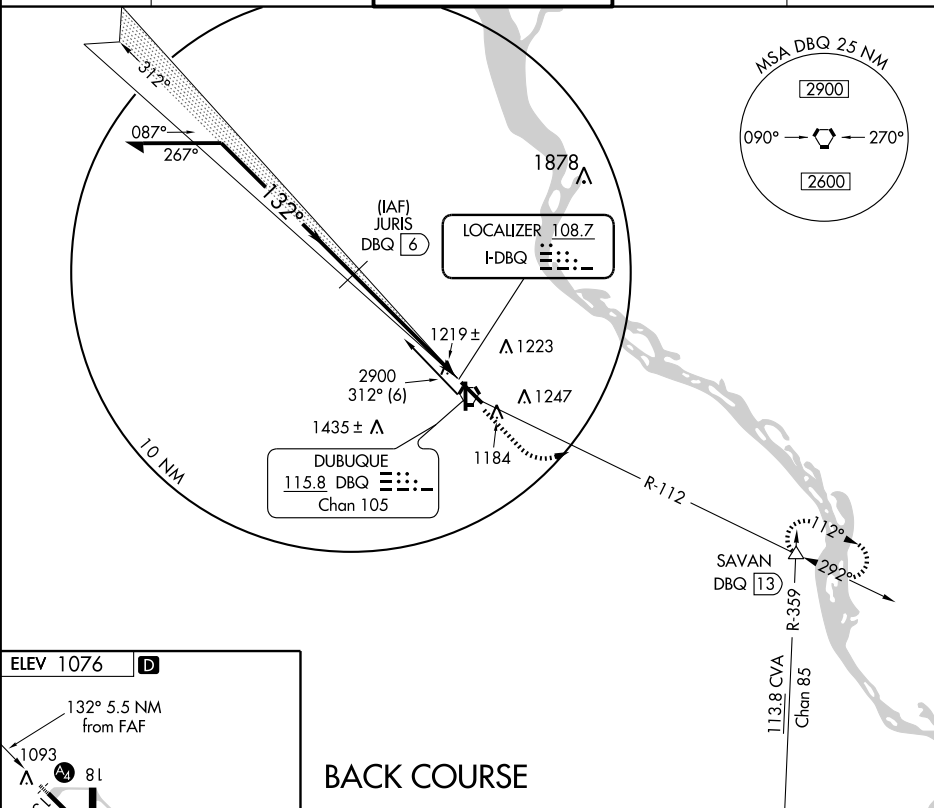 MSA DBQ 25 NM
2900
090°
270°
2600
312°
087°
267°
132°
(IAF)
JURIS
DBQ 6
1878
LOCALIZER 108.7
I-DBQ
1219 ±
1223
2900
312° (6)
1247
1435 ±
1184
10 NM
DUBUQUE
115.8 DBQ
Chan 105
R-112
112°
SAVAN
DBQ 13
292°
R-359
113.8 CVA
Chan 85
ELEV 1076 D
132° 5.5 NM
from FAF
1093
A4
18
BACK COURSE